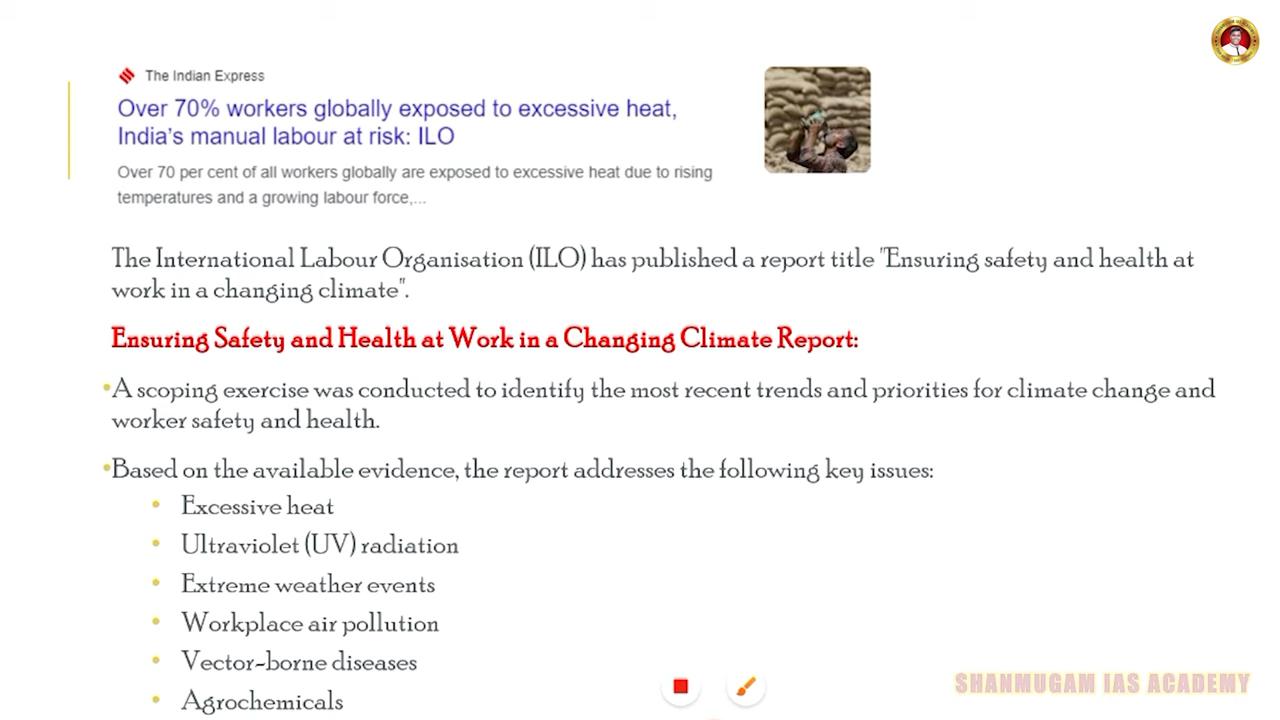 The Indian Express
Over 70% workers globally exposed to excessive heat,
India's manual labour at risk: ILO
Over 70 per cent of all workers globally are exposed to excessive heat due to rising
temperatures and a growing labour force,...
The International Labour Organisation (ILO) has published a report title "Ensuring safety and health at
work in a changing climate".
Ensuring Safety and Health at Work in a Changing Climate Report:
•A scoping exercise was conducted to identify the most recent trends and priorities for climate change and
worker safety and health.
•Based on the available evidence, the report addresses the following key issues:
• Excessive heat
• Ultraviolet (UV) radiation
• Extreme weather events
• Workplace air pollution
• Vector-borne diseases
• Agrochemicals
SHANMUGAM IAS ACADEMY